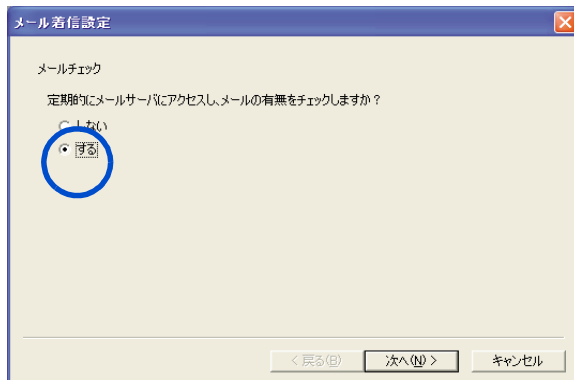 メール着信設定
メールチェック
定期的にメールサーバにアクセスし、メールの有無をチェックしますか？
しない
する
< 戻る(B)
次へ(N) >
キャンセル